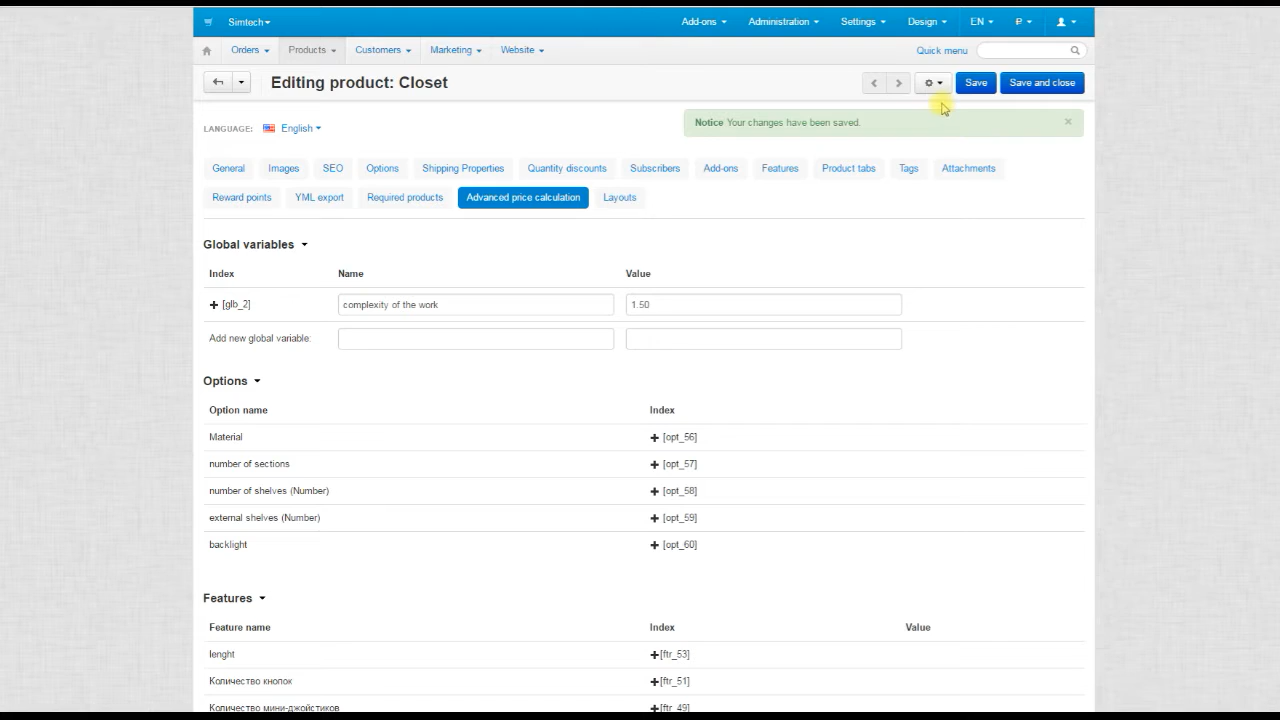 Simtech Add-ons Administration Settings Design EN ₽
Orders Products Customers Marketing Website Quick menu
Editing product: Closet Save Save and close
LANGUAGE: English Notice Your changes have been saved. ×
General Images SEO Options Shipping Properties Quantity discounts Subscribers Add-ons Features Product tabs Tags Attachments
Reward points YML export Required products Advanced price calculation Layouts
Global variables
Index Name Value
[glb_2] complexity of the work 1.50
Add new global variable:
Options
Option name Index
Material [opt_56]
number of sections [opt_57]
number of shelves (Number) [opt_58]
external shelves (Number) [opt_59]
backlight [opt_60]
Features
Feature name Index Value
lenght [ftr_53]
Количество кнопок [ftr_51]
Количество мини-джойстиков [ftr_49]